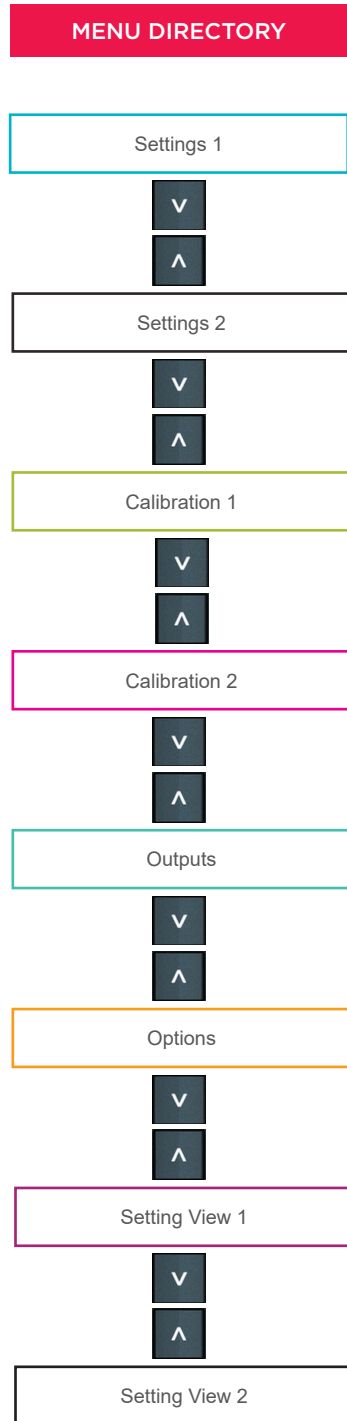 MENU DIRECTORY
Settings 1
v
ʌ
Settings 2
v
ʌ
Calibration 1
v
ʌ
Calibration 2
v
ʌ
Outputs
v
ʌ
Options
v
ʌ
Setting View 1
v
ʌ
Setting View 2